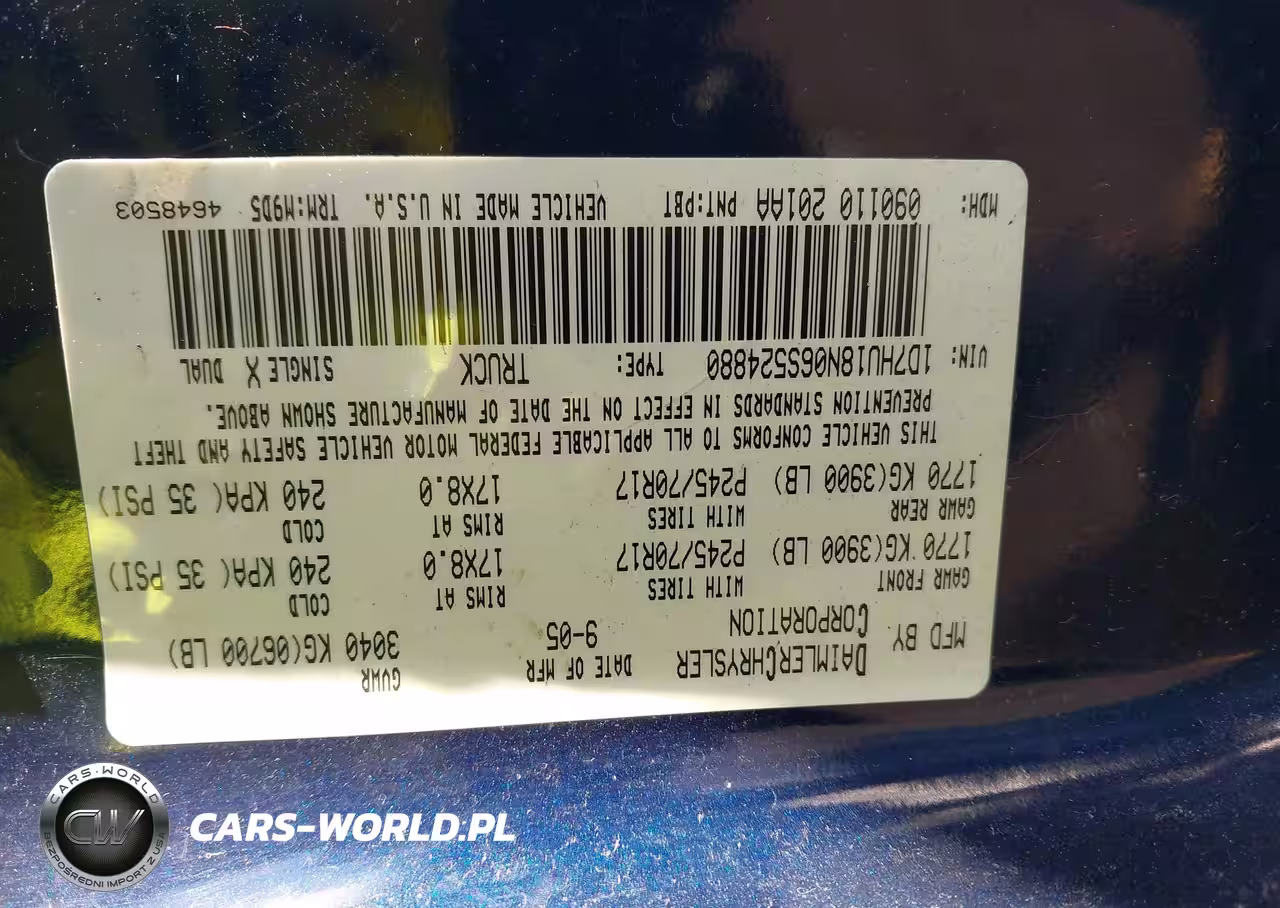 MFD BY DAIMLERCHRYSLER CORPORATION DATE OF MFR 9-05 GVWR 3040 KG(06700 LB)
GAWR FRONT WITH TIRES RIMS AT COLD
1770 KG(3900 LB) P245/70R17 17X8.0 240 KPA( 35 PSI)
GAWR REAR WITH TIRES RIMS AT COLD
1770 KG(3900 LB) P245/70R17 17X8.0 240 KPA( 35 PSI)
THIS VEHICLE CONFORMS TO ALL APPLICABLE FEDERAL MOTOR VEHICLE SAFETY AND THEFT
PREVENTION STANDARDS IN EFFECT ON THE DATE OF MANUFACTURE SHOWN ABOVE.
VIN: 1D7HU18N06S524880 TYPE: TRUCK SINGLE X DUAL
MDH: 090110 201AA PNT:PBT VEHICLE MADE IN U.S.A. TRM:M9D5 4648503
CARS-WORLD
CW
BEZPOŚREDNI IMPORT Z USA
CARS-WORLD.PL